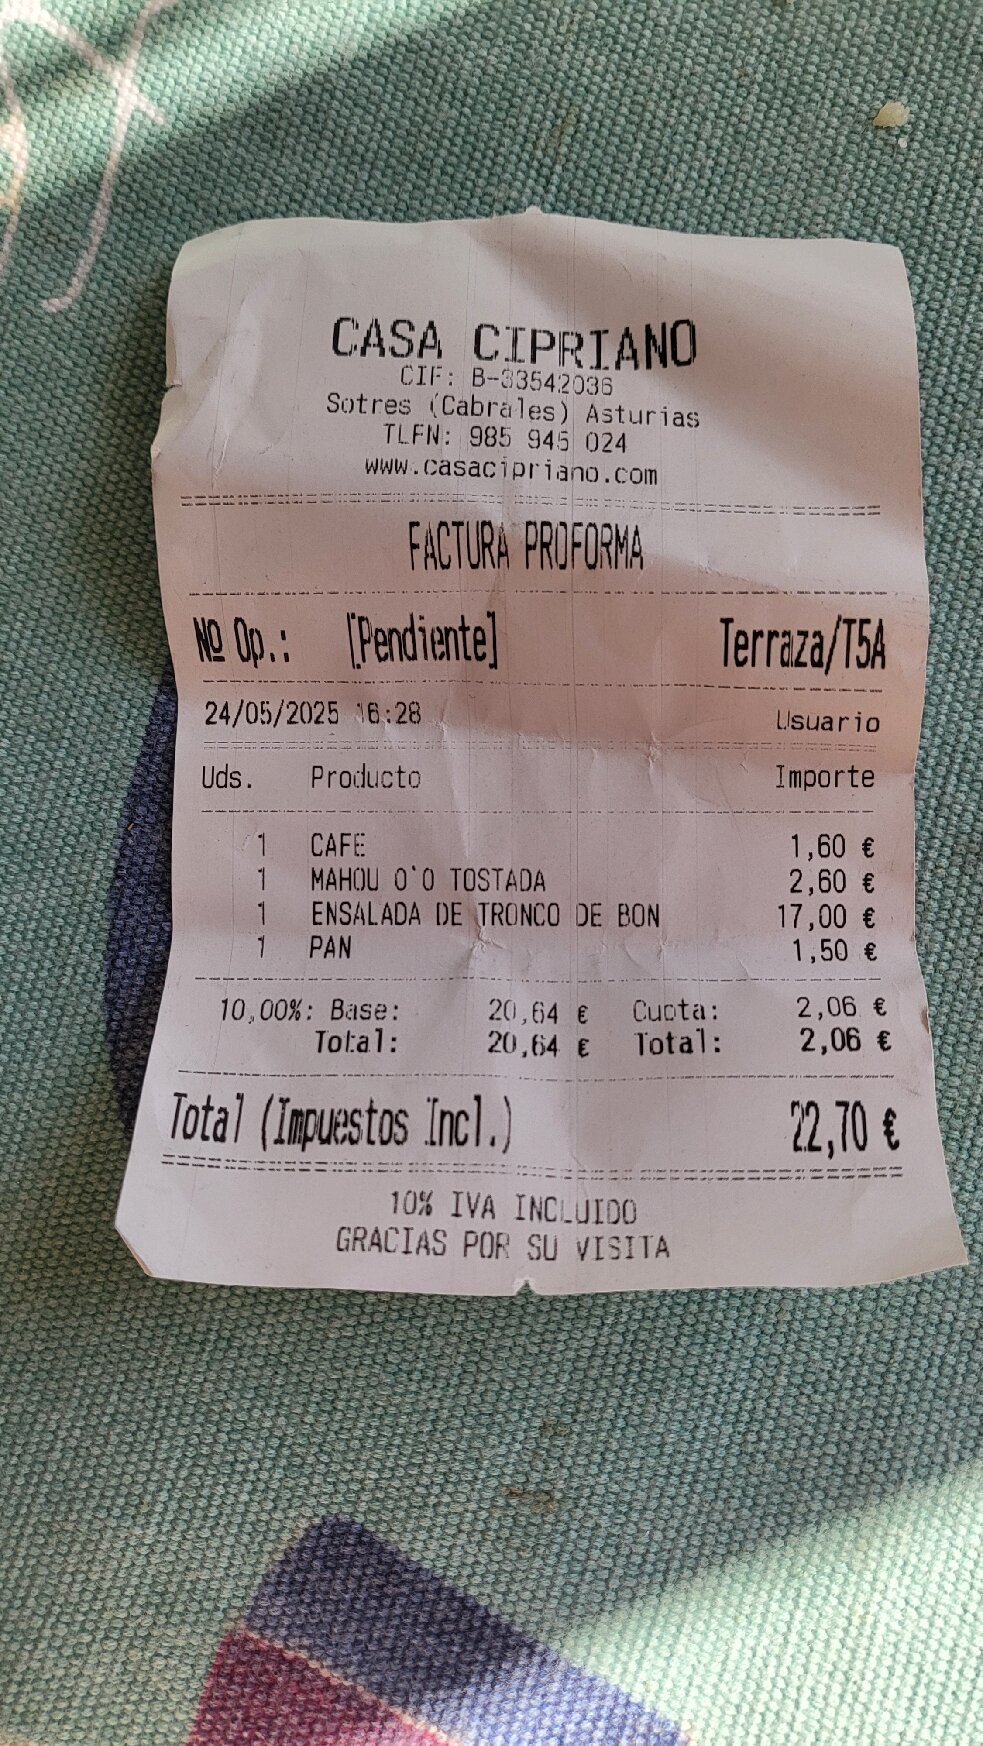 CASA CIPRIANO
CIF: B-33542036
Sotres (Cabrales) Asturias
TLFN: 985 945 024
www.casacipriano.com
FACTURA PROFORMA
Nº Op.: [Pendiente] Terraza/T5A
24/05/2025 16:28 Usuario
Uds. Producto Importe
1 CAFE 1,60 €
1 MAHOU 0'0 TOSTADA 2,60 €
1 ENSALADA DE TRONCO DE BON 17,00 €
1 PAN 1,50 €
10,00%: Base: 20,64 € Cuota: 2,06 €
Total: 20,64 € Total: 2,06 €
Total (Impuestos Incl.) 22,70 €
10% IVA INCLUIDO
GRACIAS POR SU VISITA